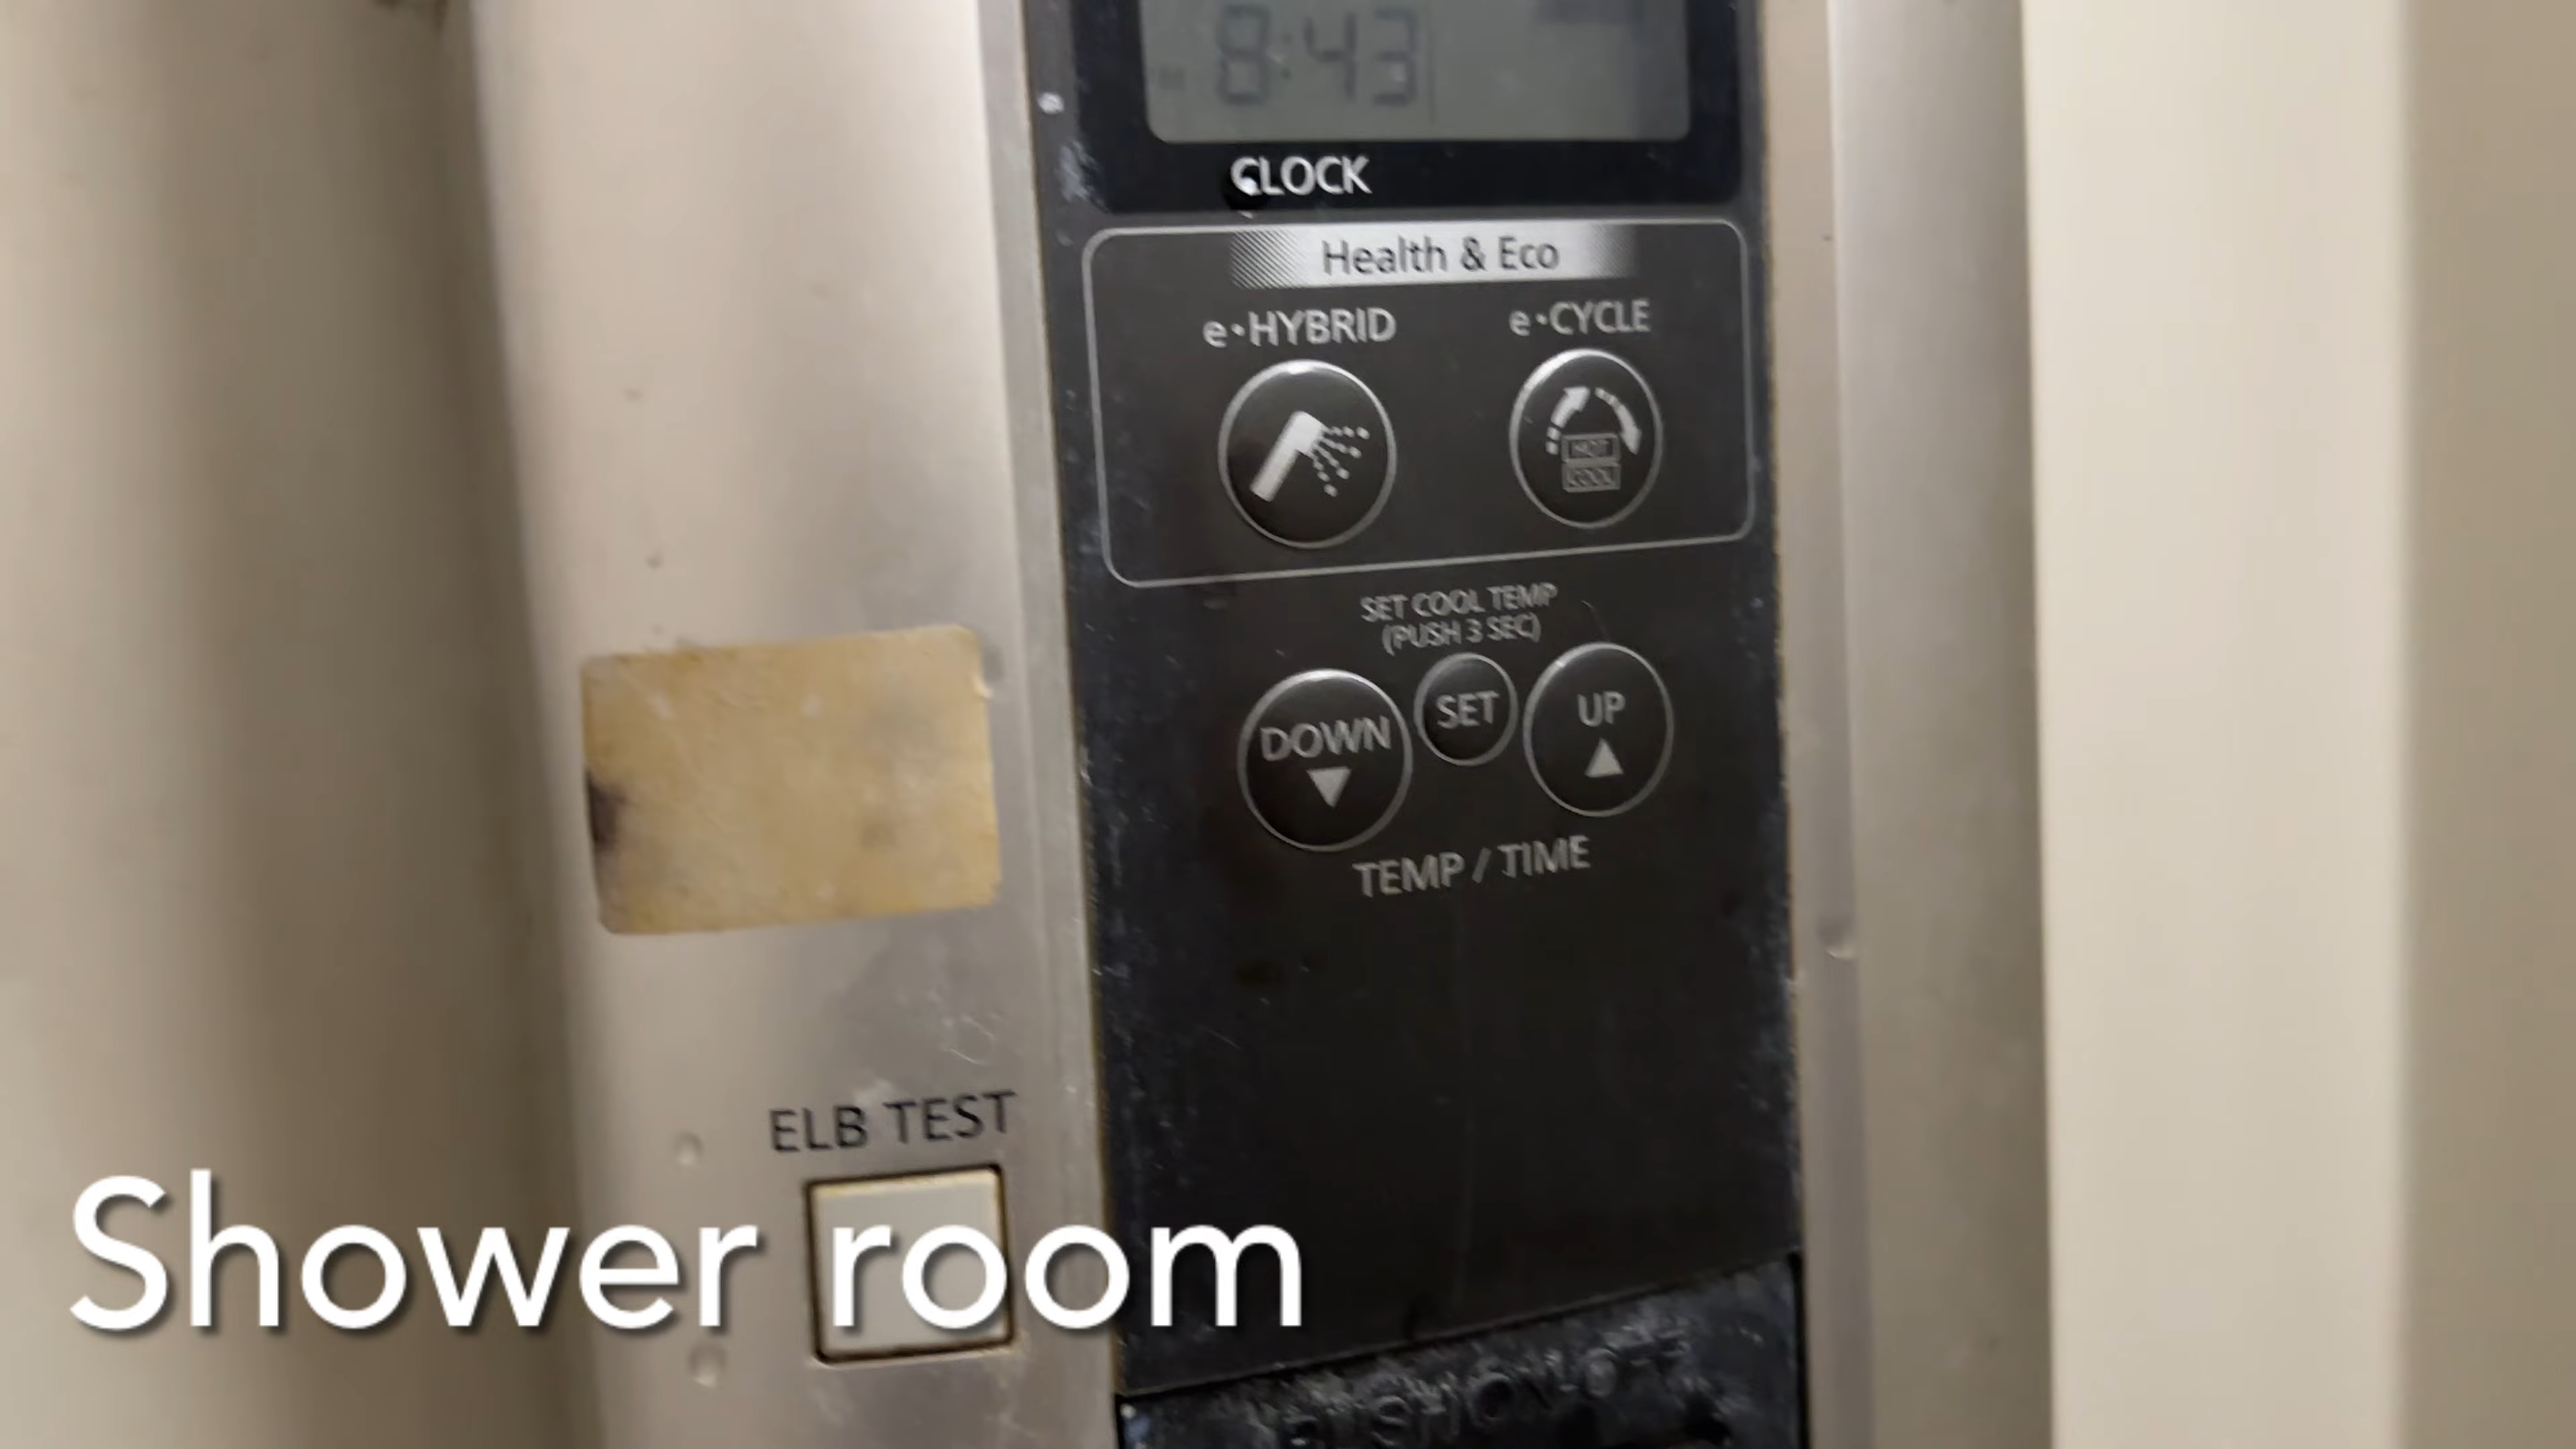 8:43
CLOCK
Health & Eco
e・HYBRID
e・CYCLE
HOT
COOL
SET COOL TEMP
(PUSH 3 SEC)
DOWN
SET
UP
TEMP / TIME
ELB TEST
Shower room